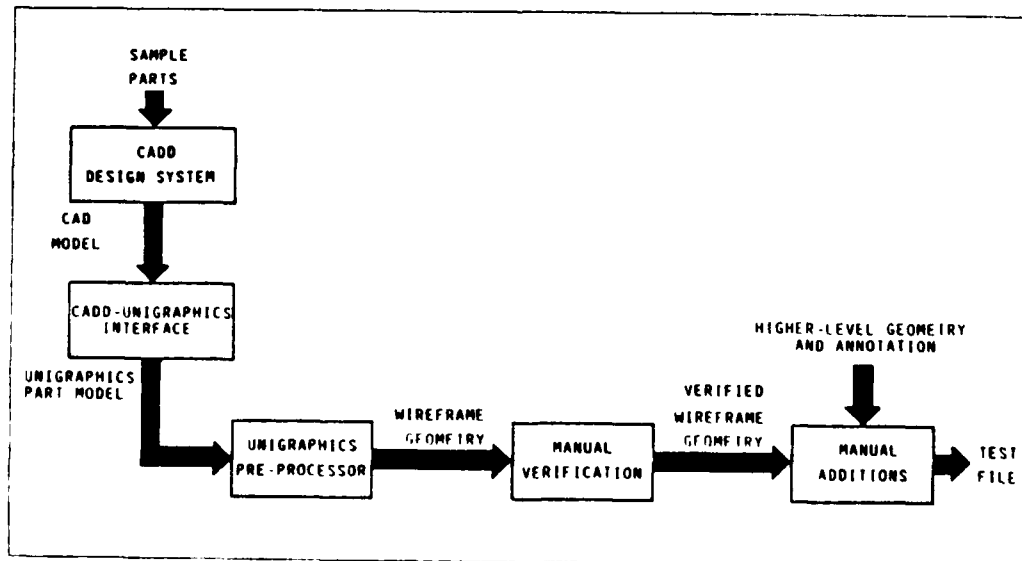 SAMPLE
PARTS
CADD
DESIGN SYSTEM
CAD
MODEL
CADD-UNIGRAPHICS
INTERFACE
UNIGRAPHICS
PART MODEL
UNIGRAPHICS
PRE-PROCESSOR
WIREFRAME
GEOMETRY
MANUAL
VERIFICATION
VERIFIED
WIREFRAME
GEOMETRY
HIGHER-LEVEL GEOMETRY
AND ANNOTATION
MANUAL
ADDITIONS
TEST
FILE